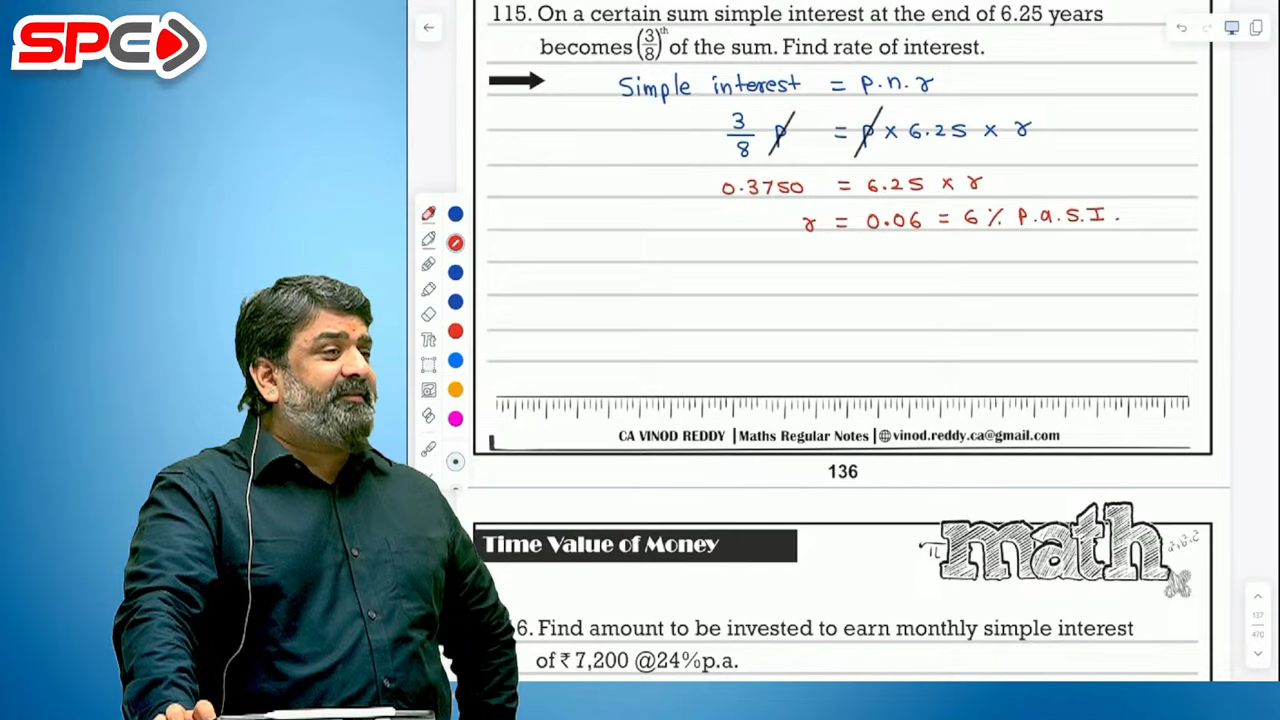 SPC
115. On a certain sum simple interest at the end of 6.25 years
becomes (3/8)th of the sum. Find rate of interest.
Simple interest = p.n.r
3/8 p = p × 6.25 × r
0.3750 = 6.25 × r
r = 0.06 = 6 % p.a.S.I.
Tt
CA VINOD REDDY | Maths Regular Notes | vinod.reddy.ca@gmail.com
136
Time Value of Money
math
π
137
470
6. Find amount to be invested to earn monthly simple interest
of ₹ 7,200 @24%p.a.